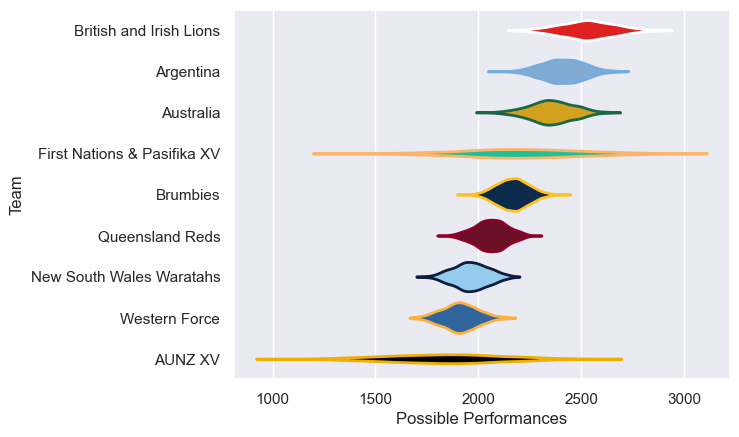 British and Irish Lions
Argentina
Australia
First Nations & Pasifika XV
Brumbies
Queensland Reds
New South Wales Waratahs
Western Force
AUNZ XV
Team
1000 1500 2000 2500 3000
Possible Performances